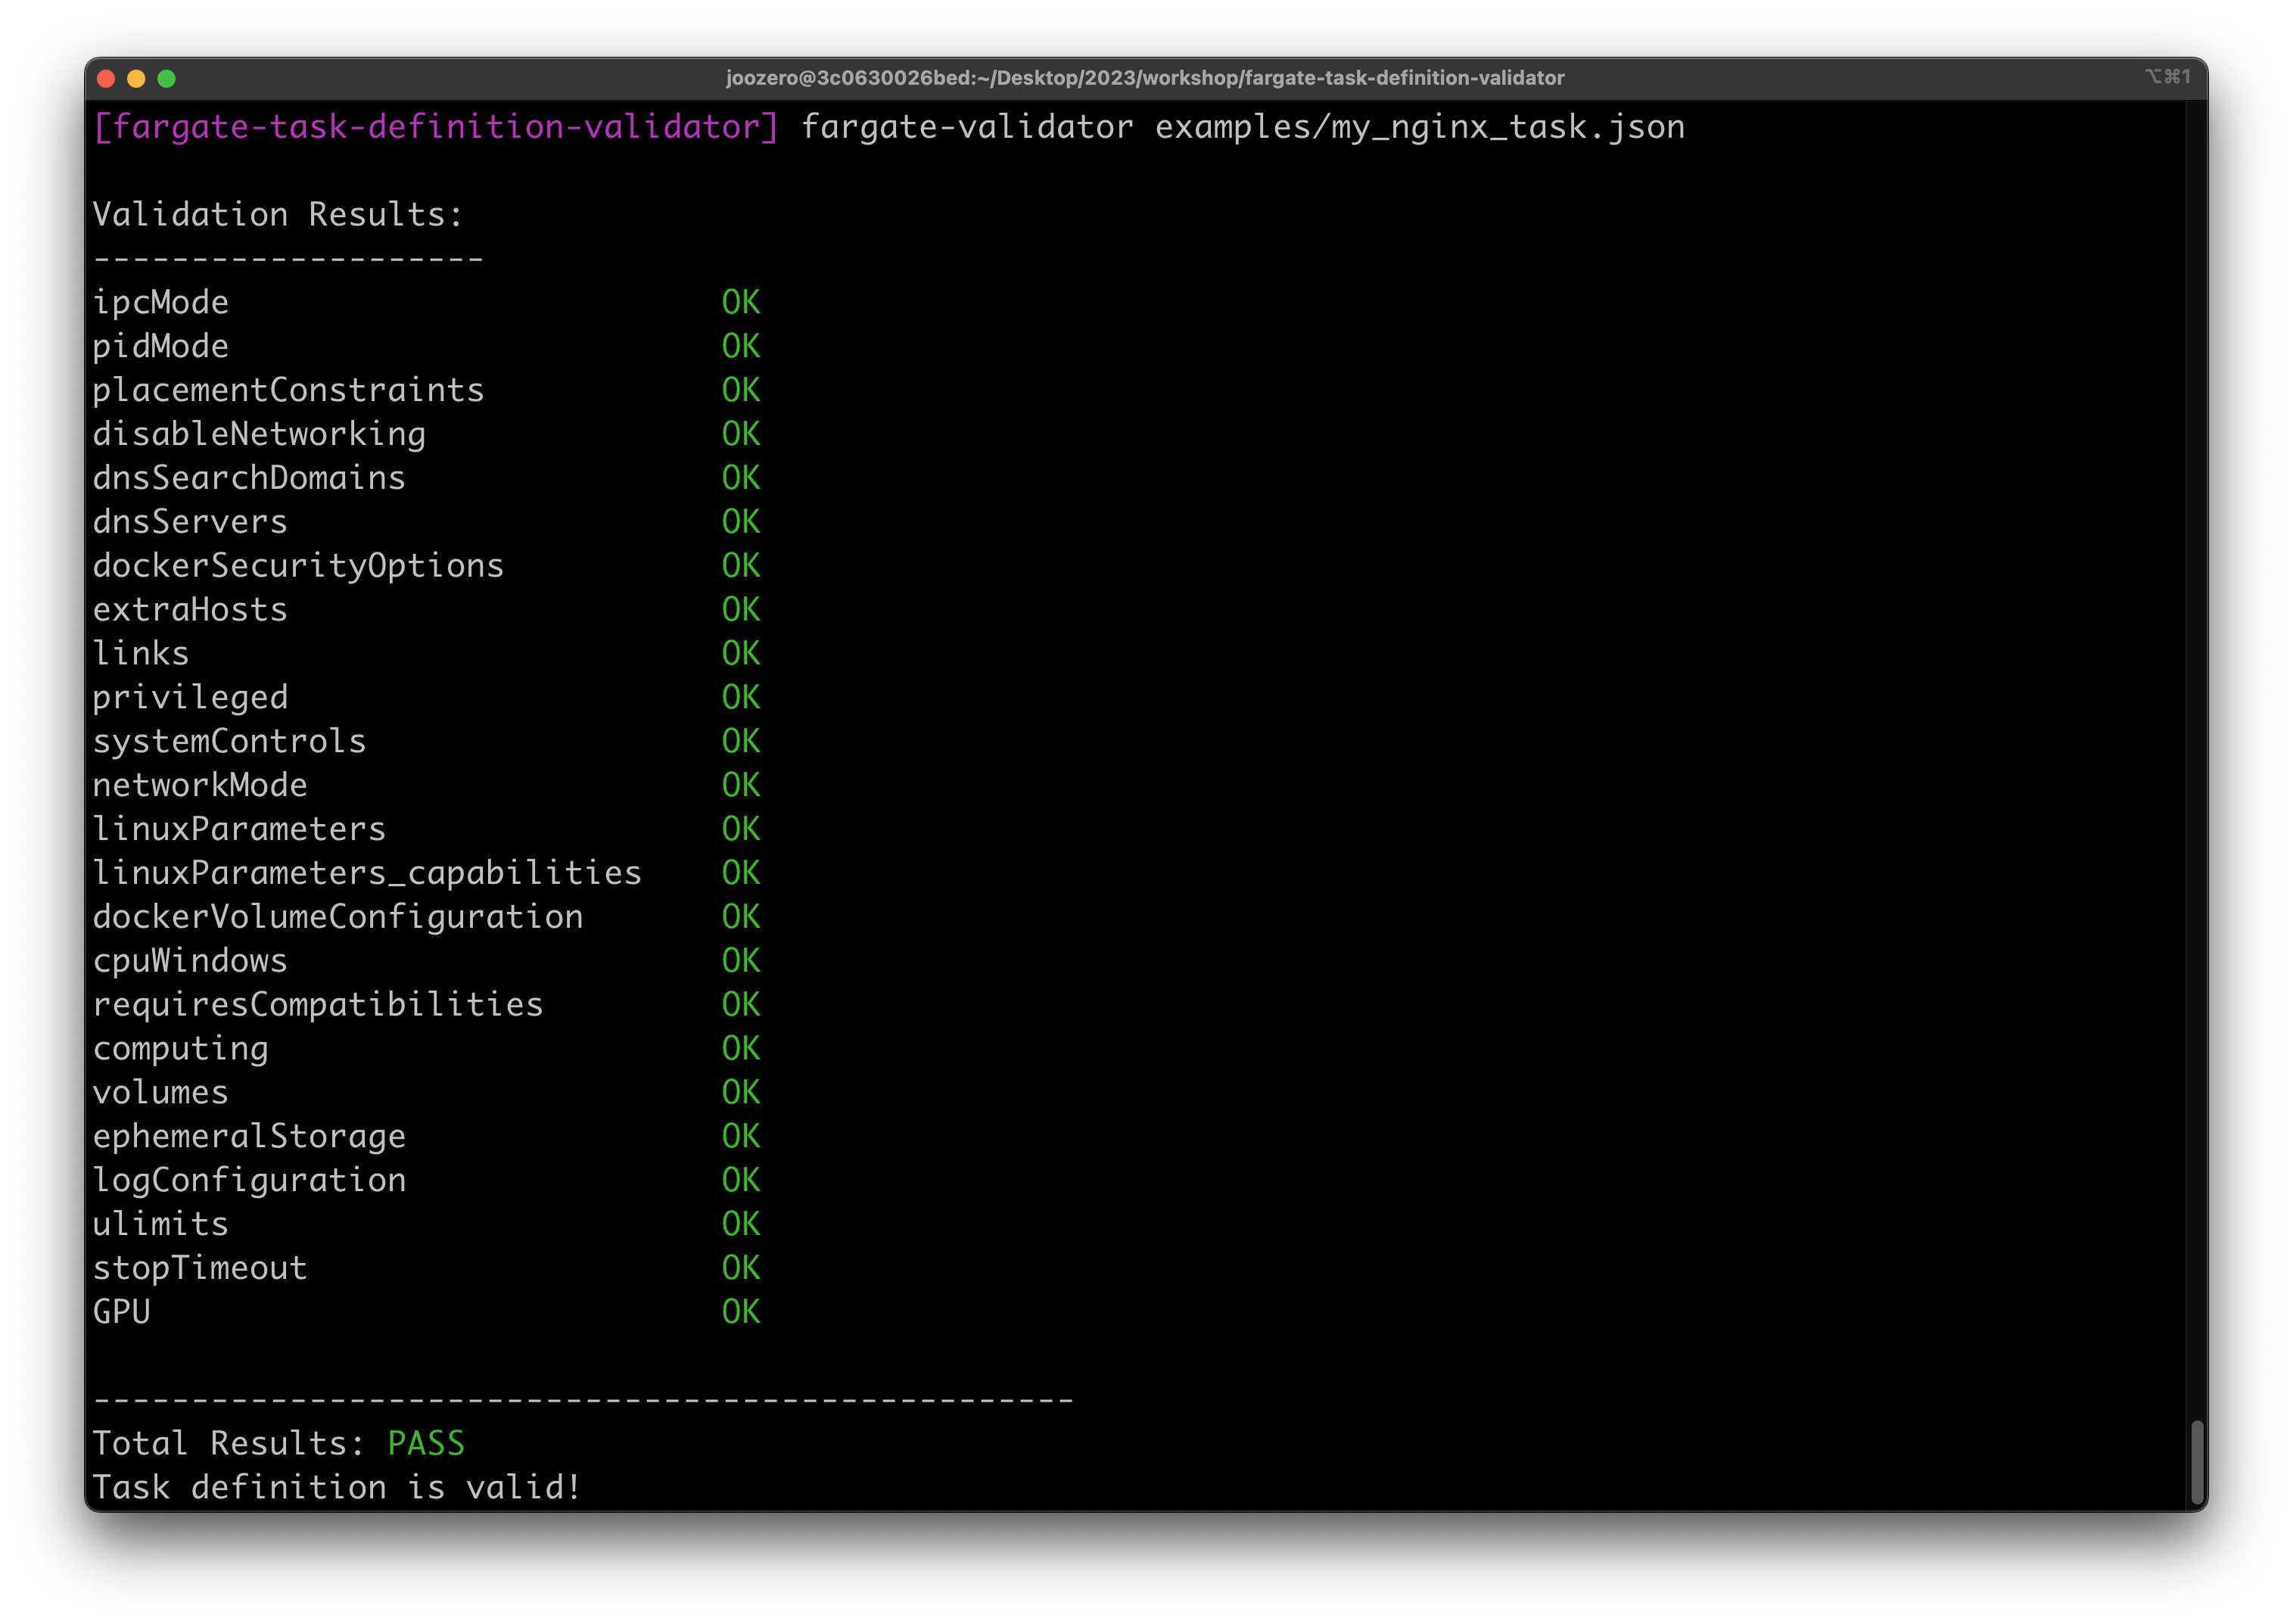 joozero@3c0630026bed:~/Desktop/2023/workshop/fargate-task-definition-validator ⌥⌘1
[fargate-task-definition-validator] fargate-validator examples/my_nginx_task.json
Validation Results:
--------------------
ipcMode OK
pidMode OK
placementConstraints OK
disableNetworking OK
dnsSearchDomains OK
dnsServers OK
dockerSecurityOptions OK
extraHosts OK
links OK
privileged OK
systemControls OK
networkMode OK
linuxParameters OK
linuxParameters_capabilities OK
dockerVolumeConfiguration OK
cpuWindows OK
requiresCompatibilities OK
computing OK
volumes OK
ephemeralStorage OK
logConfiguration OK
ulimits OK
stopTimeout OK
GPU OK
--------------------------------------------------
Total Results: PASS
Task definition is valid!